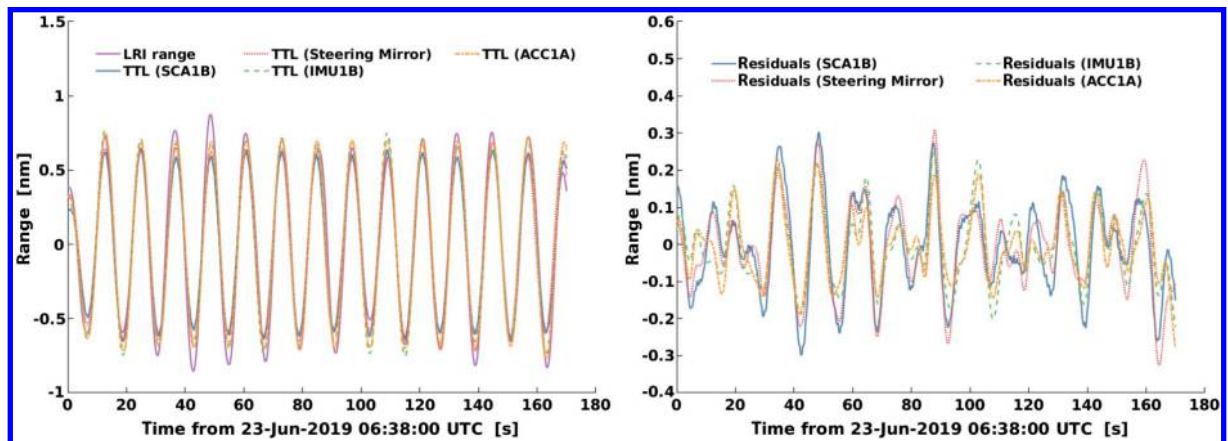 1.5
1
0.5
0
-0.5
-1
Range [nm]
LRI range
TTL (SCA1B)
TTL (Steering Mirror)
TTL (IMU1B)
TTL (ACC1A)
0 20 40 60 80 100 120 140 160 180
Time from 23-Jun-2019 06:38:00 UTC [s]
0.6
0.5
0.4
0.3
0.2
0.1
0
-0.1
-0.2
-0.3
-0.4
Range [nm]
Residuals (SCA1B)
Residuals (Steering Mirror)
Residuals (IMU1B)
Residuals (ACC1A)
0 20 40 60 80 100 120 140 160 180
Time from 23-Jun-2019 06:38:00 UTC [s]